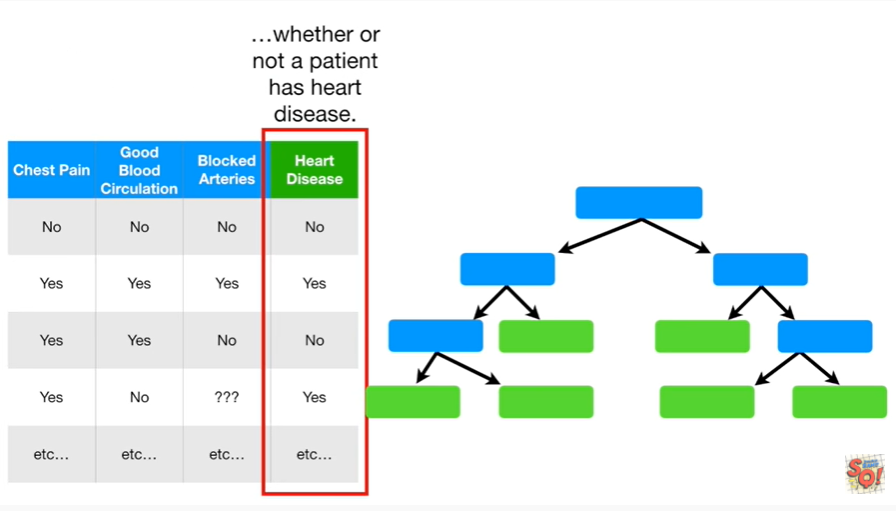 …whether or
not a patient
has heart
disease.
Chest Pain
Good
Blood
Circulation
Blocked
Arteries
Heart
Disease
No
No
No
No
Yes
Yes
Yes
Yes
Yes
Yes
No
No
Yes
No
???
Yes
etc…
etc…
etc…
etc…
SQ!